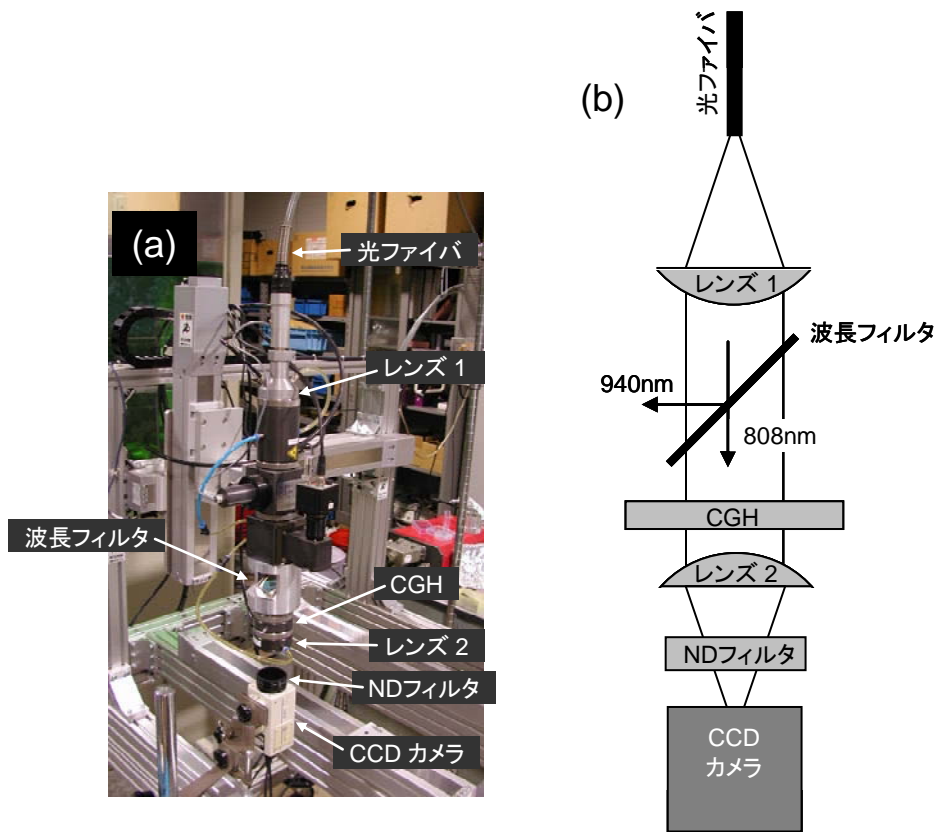 (a)
光ファイバ
レンズ 1
波長フィルタ
CGH
レンズ 2
NDフィルタ
CCD カメラ
(b)
光ファイバ
レンズ 1
波長フィルタ
940nm
808nm
CGH
レンズ 2
NDフィルタ
CCD
カメラ